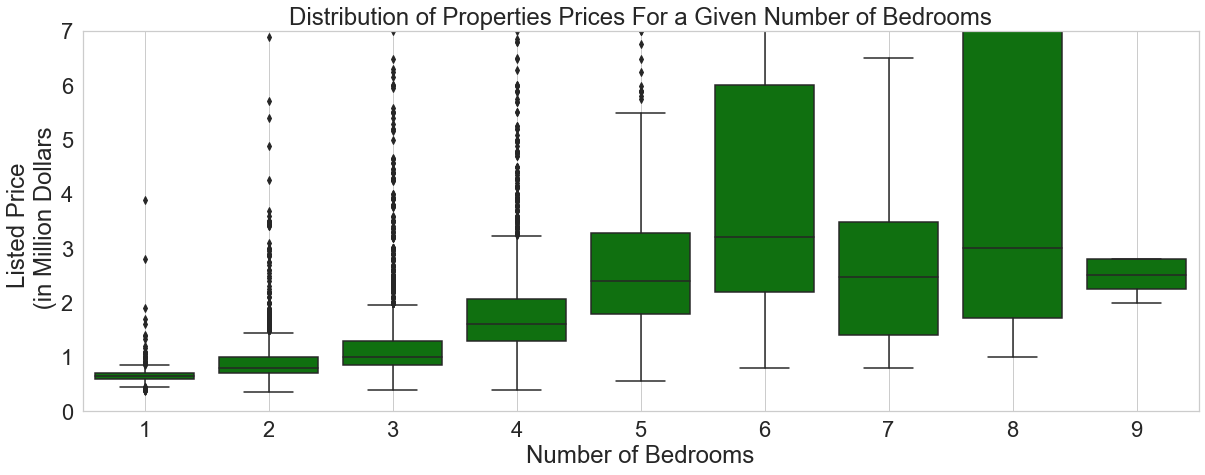 Distribution of Properties Prices For a Given Number of Bedrooms
Listed Price
(in Million Dollars
7
6
5
4
3
2
1
0
1 2 3 4 5 6 7 8 9
Number of Bedrooms